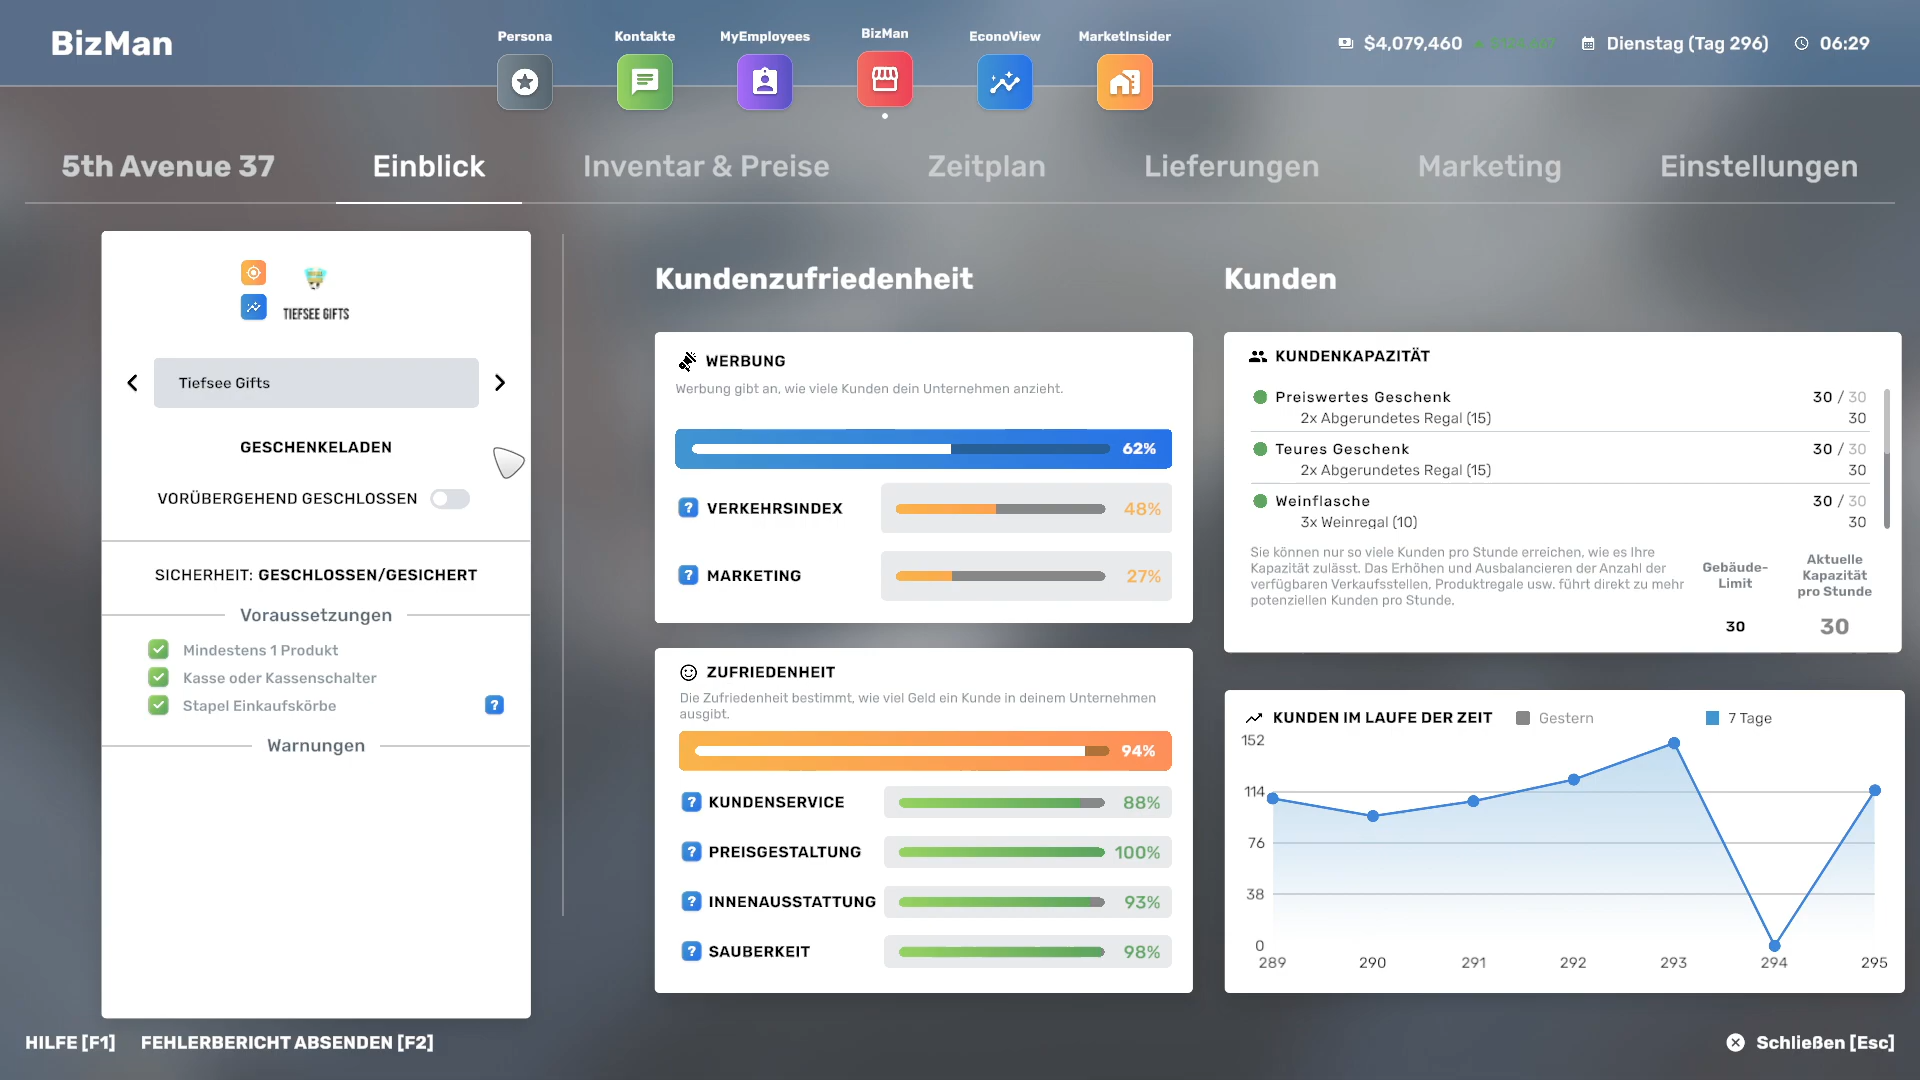 BizMan
Persona
Kontakte
MyEmployees
BizMan
EconoView
MarketInsider
$4,079,460
Dienstag (Tag 296)
06:29
5th Avenue 37
Einblick
Inventar & Preise
Zeitplan
Lieferungen
Marketing
Einstellungen
TIEFSEE GIFTS
Tiefsee Gifts
GESCHENKELADEN
VORÜBERGEHEND GESCHLOSSEN
SICHERHEIT: GESCHLOSSEN/GESICHERT
Voraussetzungen
Mindestens 1 Produkt
Kasse oder Kassenschalter
Stapel Einkaufskörbe
?
Warnungen
Kundenzufriedenheit
WERBUNG
Werbung gibt an, wie viele Kunden dein Unternehmen anzieht.
62%
? VERKEHRSINDEX 48%
? MARKETING 27%
ZUFRIEDENHEIT
Die Zufriedenheit bestimmt, wie viel Geld ein Kunde in deinem Unternehmen
ausgibt.
94%
? KUNDENSERVICE 88%
? PREISGESTALTUNG 100%
? INNENAUSSTATTUNG 93%
? SAUBERKEIT 98%
Kunden
KUNDENKAPAZITÄT
Preiswertes Geschenk 30 / 30
2x Abgerundetes Regal (15) 30
Teures Geschenk 30 / 30
2x Abgerundetes Regal (15) 30
Weinflasche 30 / 30
3x Weinregal (10) 30
Sie können nur so viele Kunden pro Stunde erreichen, wie es Ihre
Kapazität zulässt. Das Erhöhen und Ausbalancieren der Anzahl der
verfügbaren Verkaufsstellen, Produktregale usw. führt direkt zu mehr
potenziellen Kunden pro Stunde.
Gebäude-
Limit
30
Aktuelle
Kapazität
pro Stunde
30
KUNDEN IM LAUFE DER ZEIT
Gestern
7 Tage
152
114
76
38
0
289 290 291 292 293 294 295
HILFE [F1]
FEHLERBERICHT ABSENDEN [F2]
Schließen [Esc]